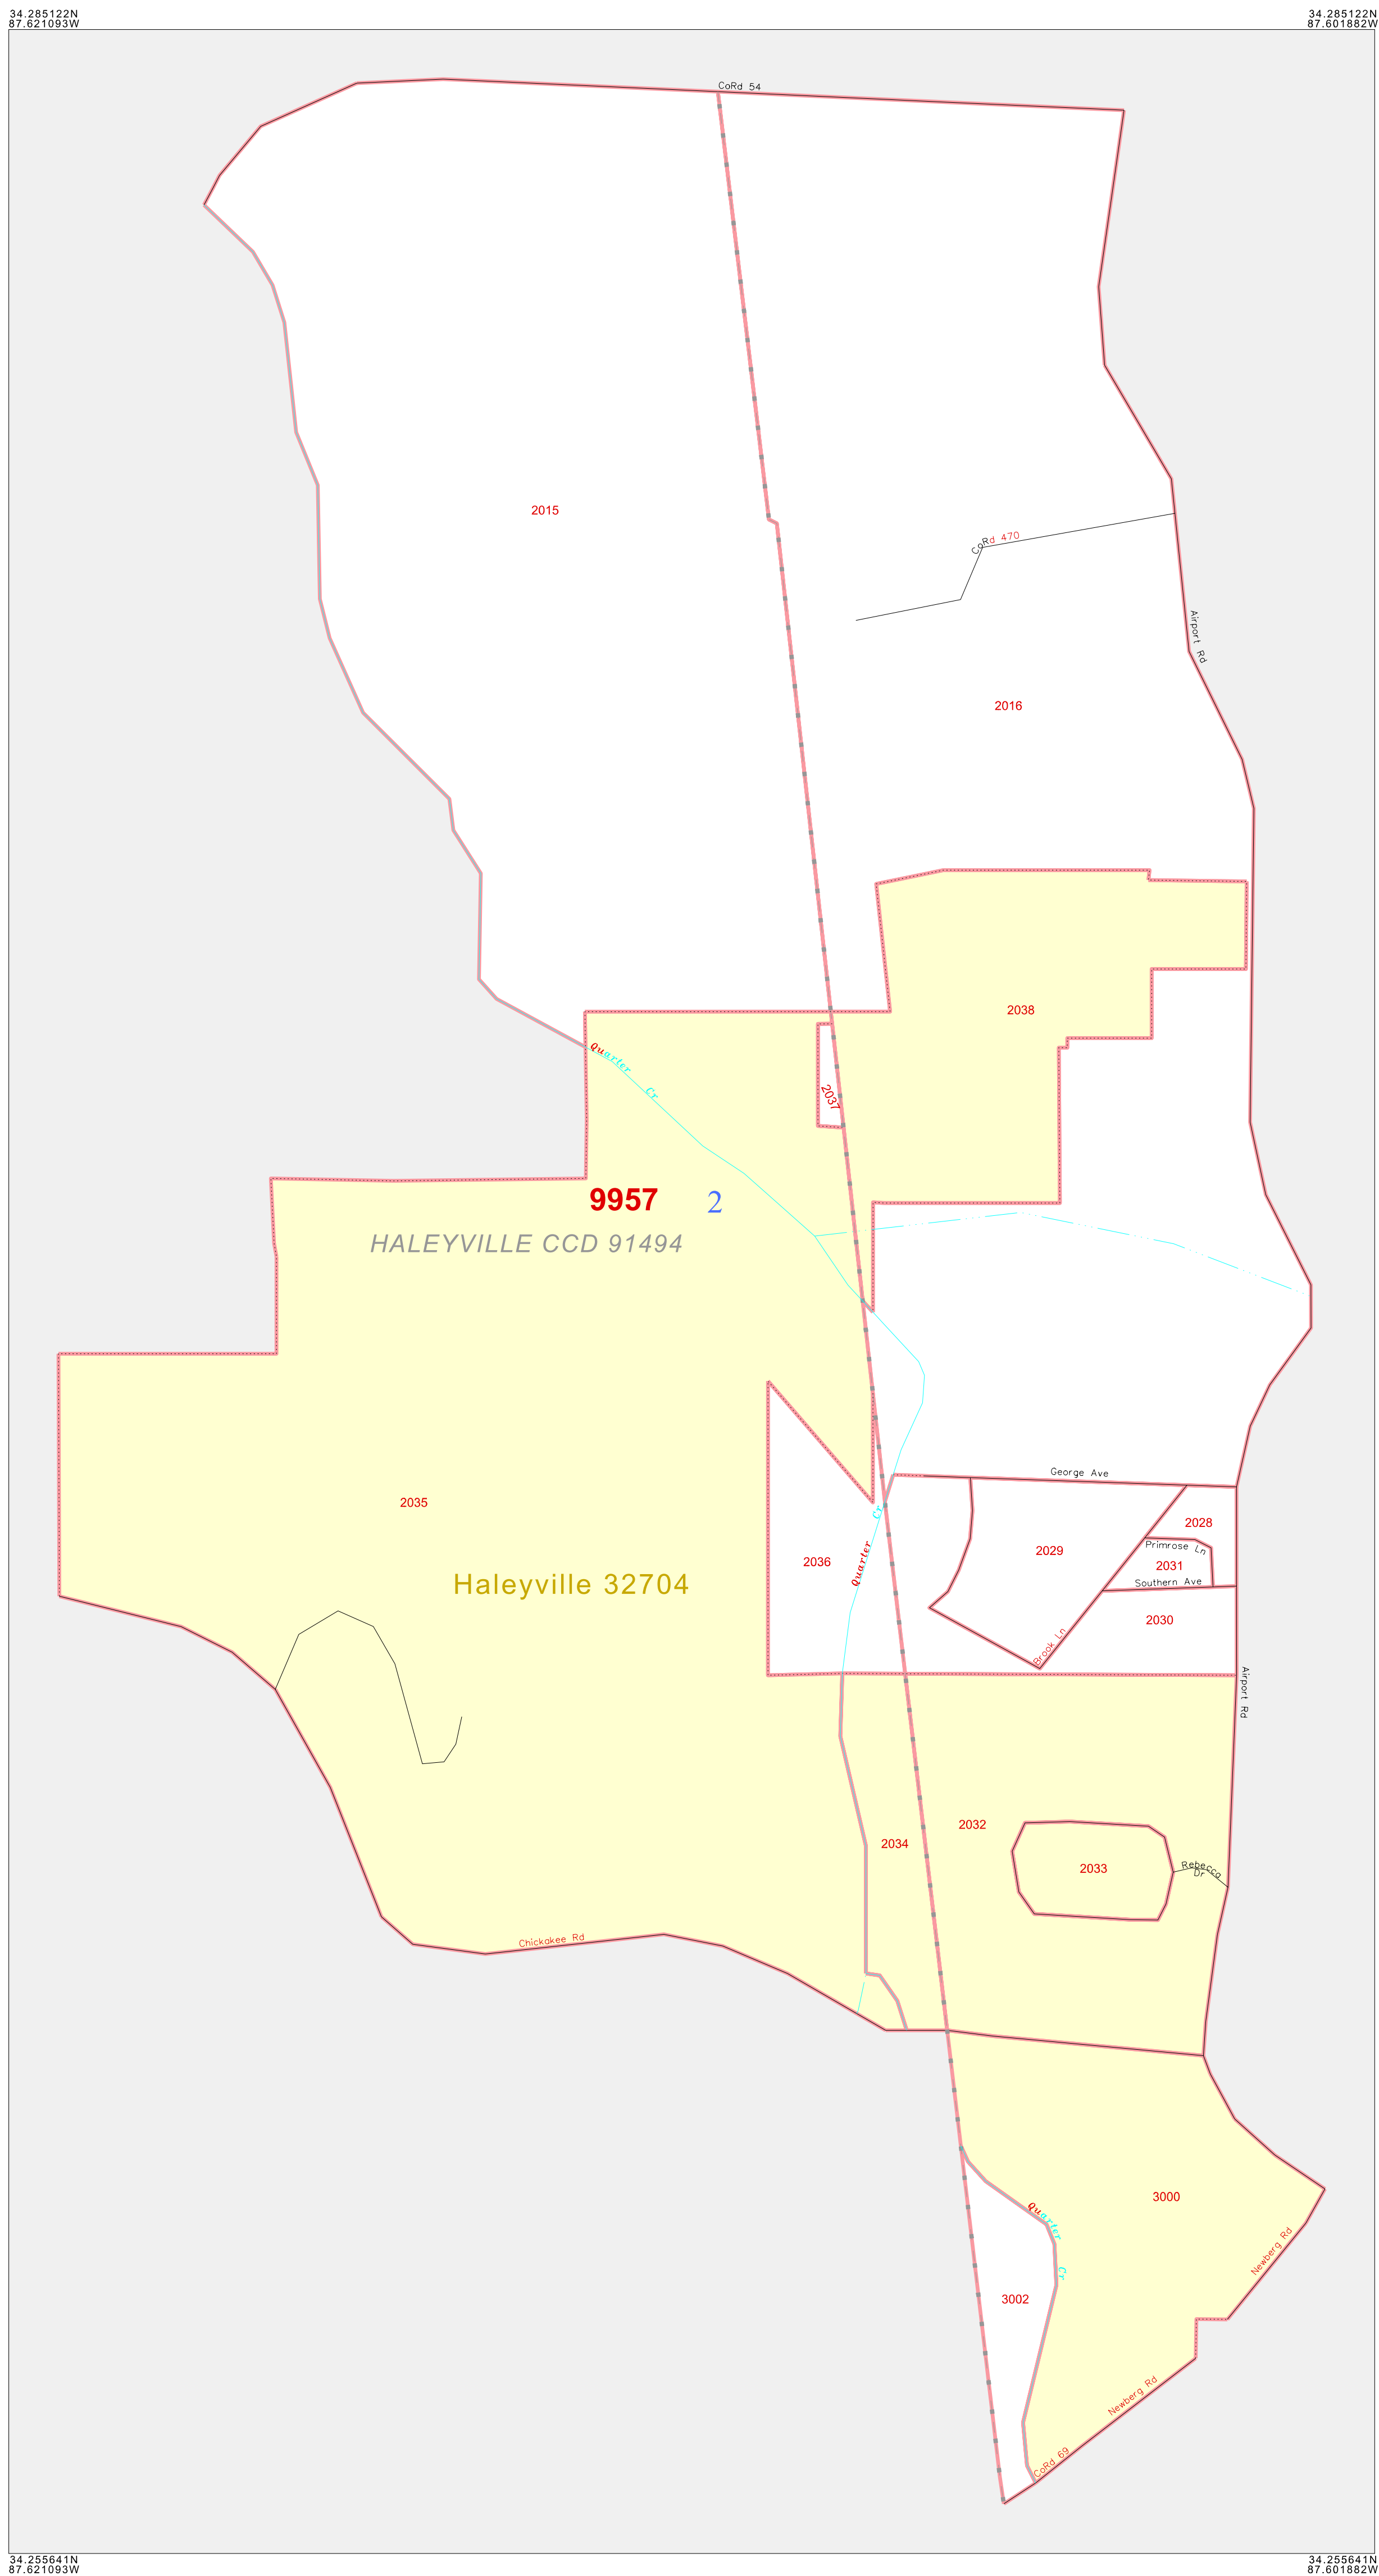 34.285122N
87.621093W
34.285122N
87.601882W
CoRd 54
2015
CoRd 470
Airport Rd
2016
2038
Quarter Cr
2037
9957 2
HALEYVILLE CCD 91494
George Ave
2035
2028
Quarter Cr
Primrose Ln
2029
2036
2031
Southern Ave
Haleyville 32704
2030
Brook Ln
Airport Rd
2032
2034
2033
Rebecca Dr
Chickakee Rd
3000
Quarter Cr
Newberg Rd
3002
Newberg Rd
CoRd 69
34.255641N
87.621093W
34.255641N
87.601882W